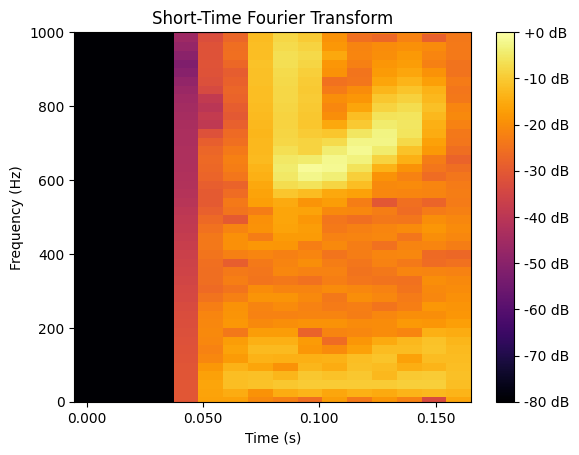 Short-Time Fourier Transform
Frequency (Hz)
1000
800
600
400
200
0
0.000
0.050
0.100
0.150
Time (s)
+0 dB
-10 dB
-20 dB
-30 dB
-40 dB
-50 dB
-60 dB
-70 dB
-80 dB